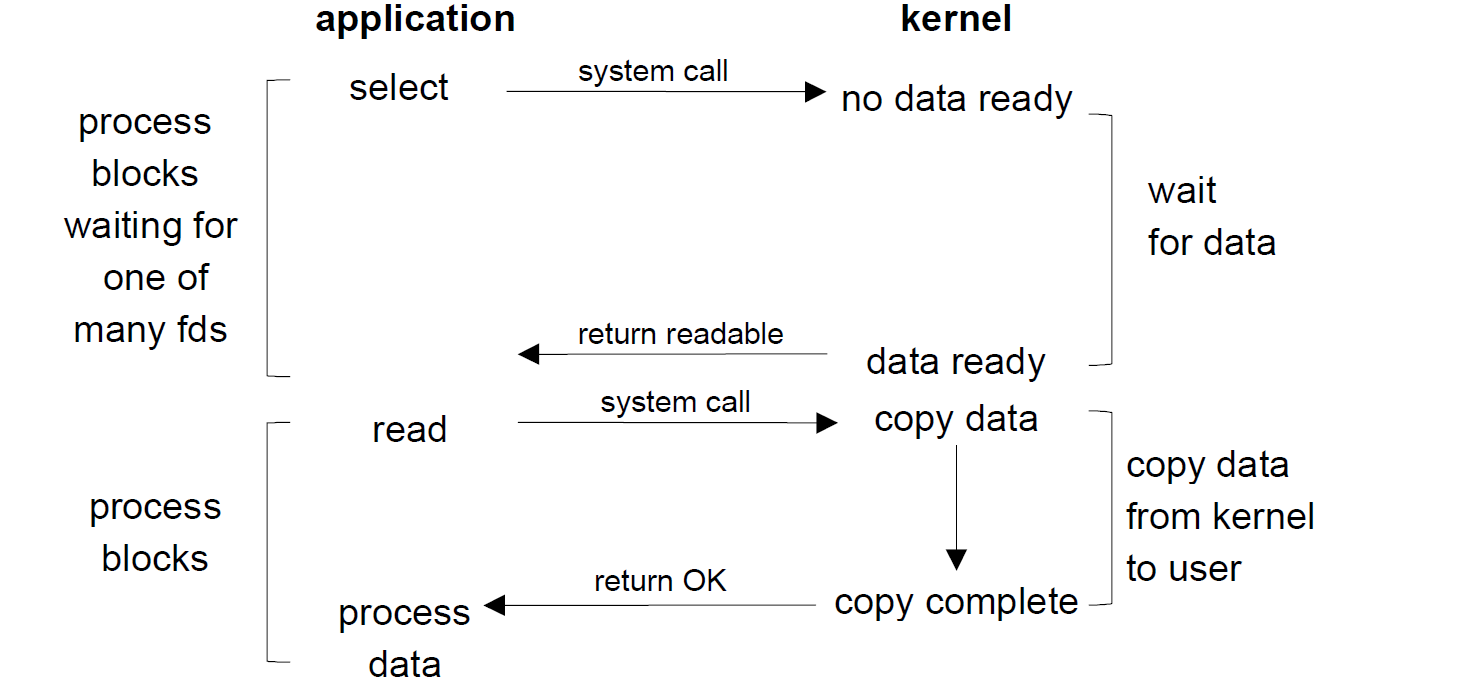 application
kernel
select
system call
no data ready
process
blocks
waiting for
one of
many fds
wait
for data
return readable
data ready
read
system call
copy data
process
blocks
copy data
from kernel
to user
return OK
copy complete
process
data